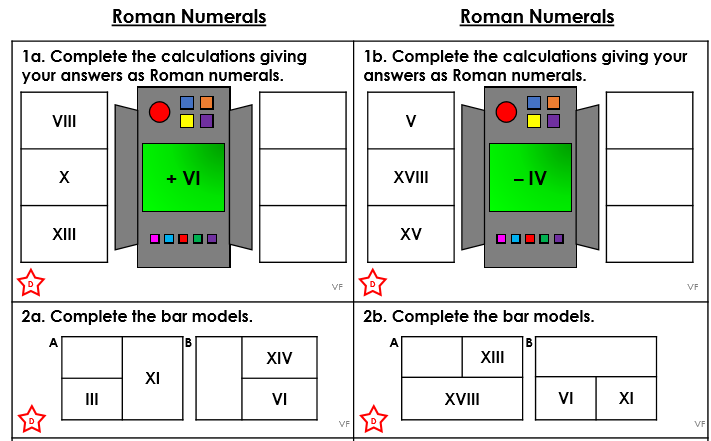 Roman Numerals
Roman Numerals
1a. Complete the calculations giving
your answers as Roman numerals.
VIII
X
XIII
+ VI
D
VF
1b. Complete the calculations giving your
answers as Roman numerals.
V
XVIII
XV
– IV
D
VF
2a. Complete the bar models.
A
III
XI
B
XIV
VI
D
VF
2b. Complete the bar models.
A
XIII
XVIII
B
VI
XI
D
VF